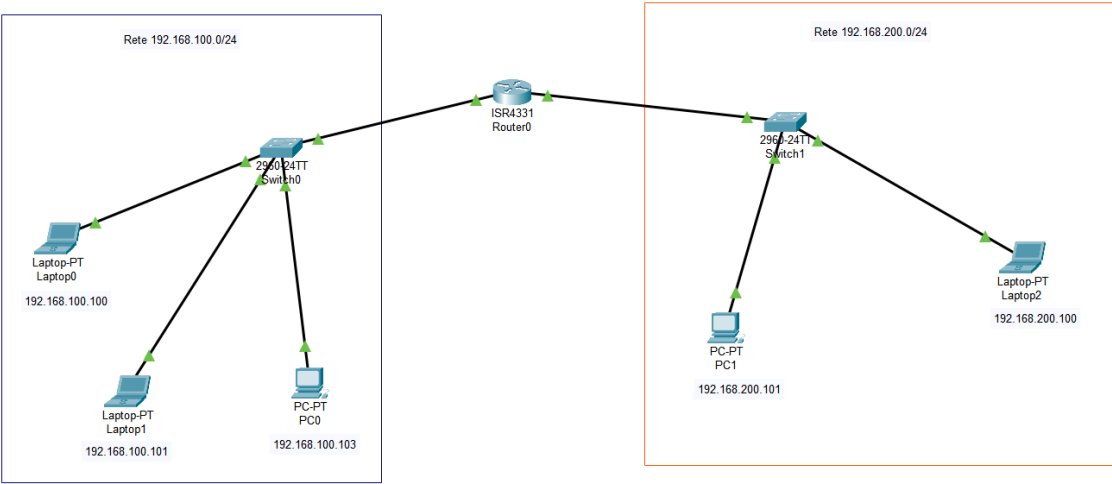 Rete 192.168.100.0/24
Rete 192.168.200.0/24
ISR4331
Router0
2960-24TT
Switch0
2960-24TT
Switch1
Laptop-PT
Laptop0
192.168.100.100
Laptop-PT
Laptop1
192.168.100.101
PC-PT
PC0
192.168.100.103
PC-PT
PC1
192.168.200.101
Laptop-PT
Laptop2
192.168.200.100